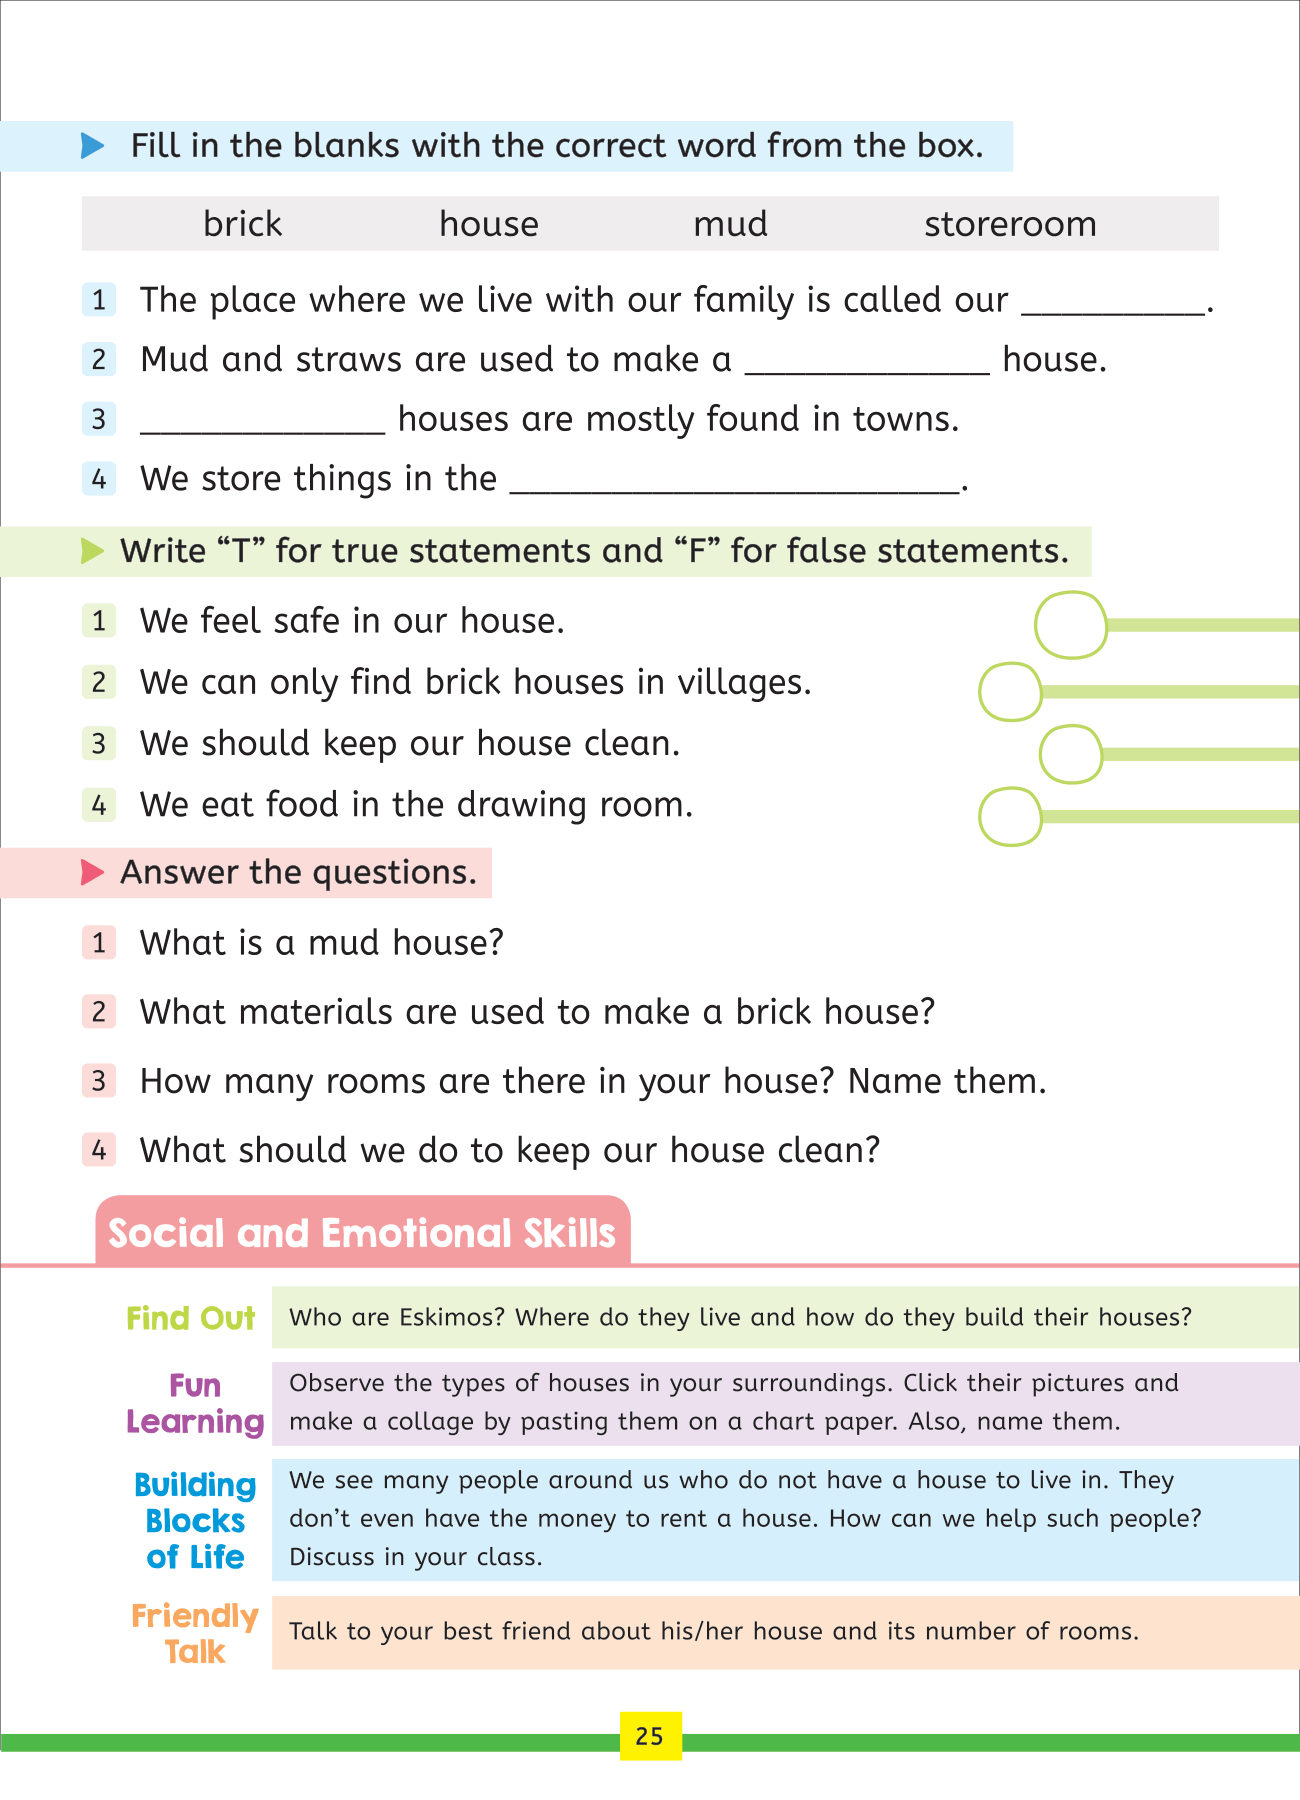 Fill in the blanks with the correct word from the box.
brick house mud storeroom
1 The place where we live with our family is called our _________.
2 Mud and straws are used to make a ____________ house.
3 ____________ houses are mostly found in towns.
4 We store things in the ______________________.
Write “T” for true statements and “F” for false statements.
1 We feel safe in our house.
2 We can only find brick houses in villages.
3 We should keep our house clean.
4 We eat food in the drawing room.
Answer the questions.
1 What is a mud house?
2 What materials are used to make a brick house?
3 How many rooms are there in your house? Name them.
4 What should we do to keep our house clean?
Social and Emotional Skills
Find Out
Who are Eskimos? Where do they live and how do they build their houses?
Fun
Learning
Observe the types of houses in your surroundings. Click their pictures and
make a collage by pasting them on a chart paper. Also, name them.
Building
Blocks
of Life
We see many people around us who do not have a house to live in. They
don’t even have the money to rent a house. How can we help such people?
Discuss in your class.
Friendly
Talk
Talk to your best friend about his/her house and its number of rooms.
25